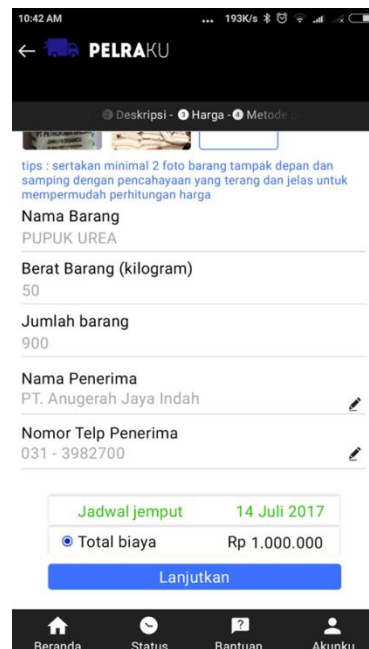 10:42 AM ... 193K/s
PELRAKU
2 Deskripsi - 3 Harga - 4 Metode
tips : sertakan minimal 2 foto barang tampak depan dan
samping dengan pencahayaan yang terang dan jelas untuk
mempermudah perhitungan harga
Nama Barang
PUPUK UREA
Berat Barang (kilogram)
50
Jumlah barang
900
Nama Penerima
PT. Anugerah Jaya Indah
Nomor Telp Penerima
031 - 3982700
Jadwal jemput 14 Juli 2017
Total biaya Rp 1.000.000
Lanjutkan
Beranda Status Bantuan Akunku